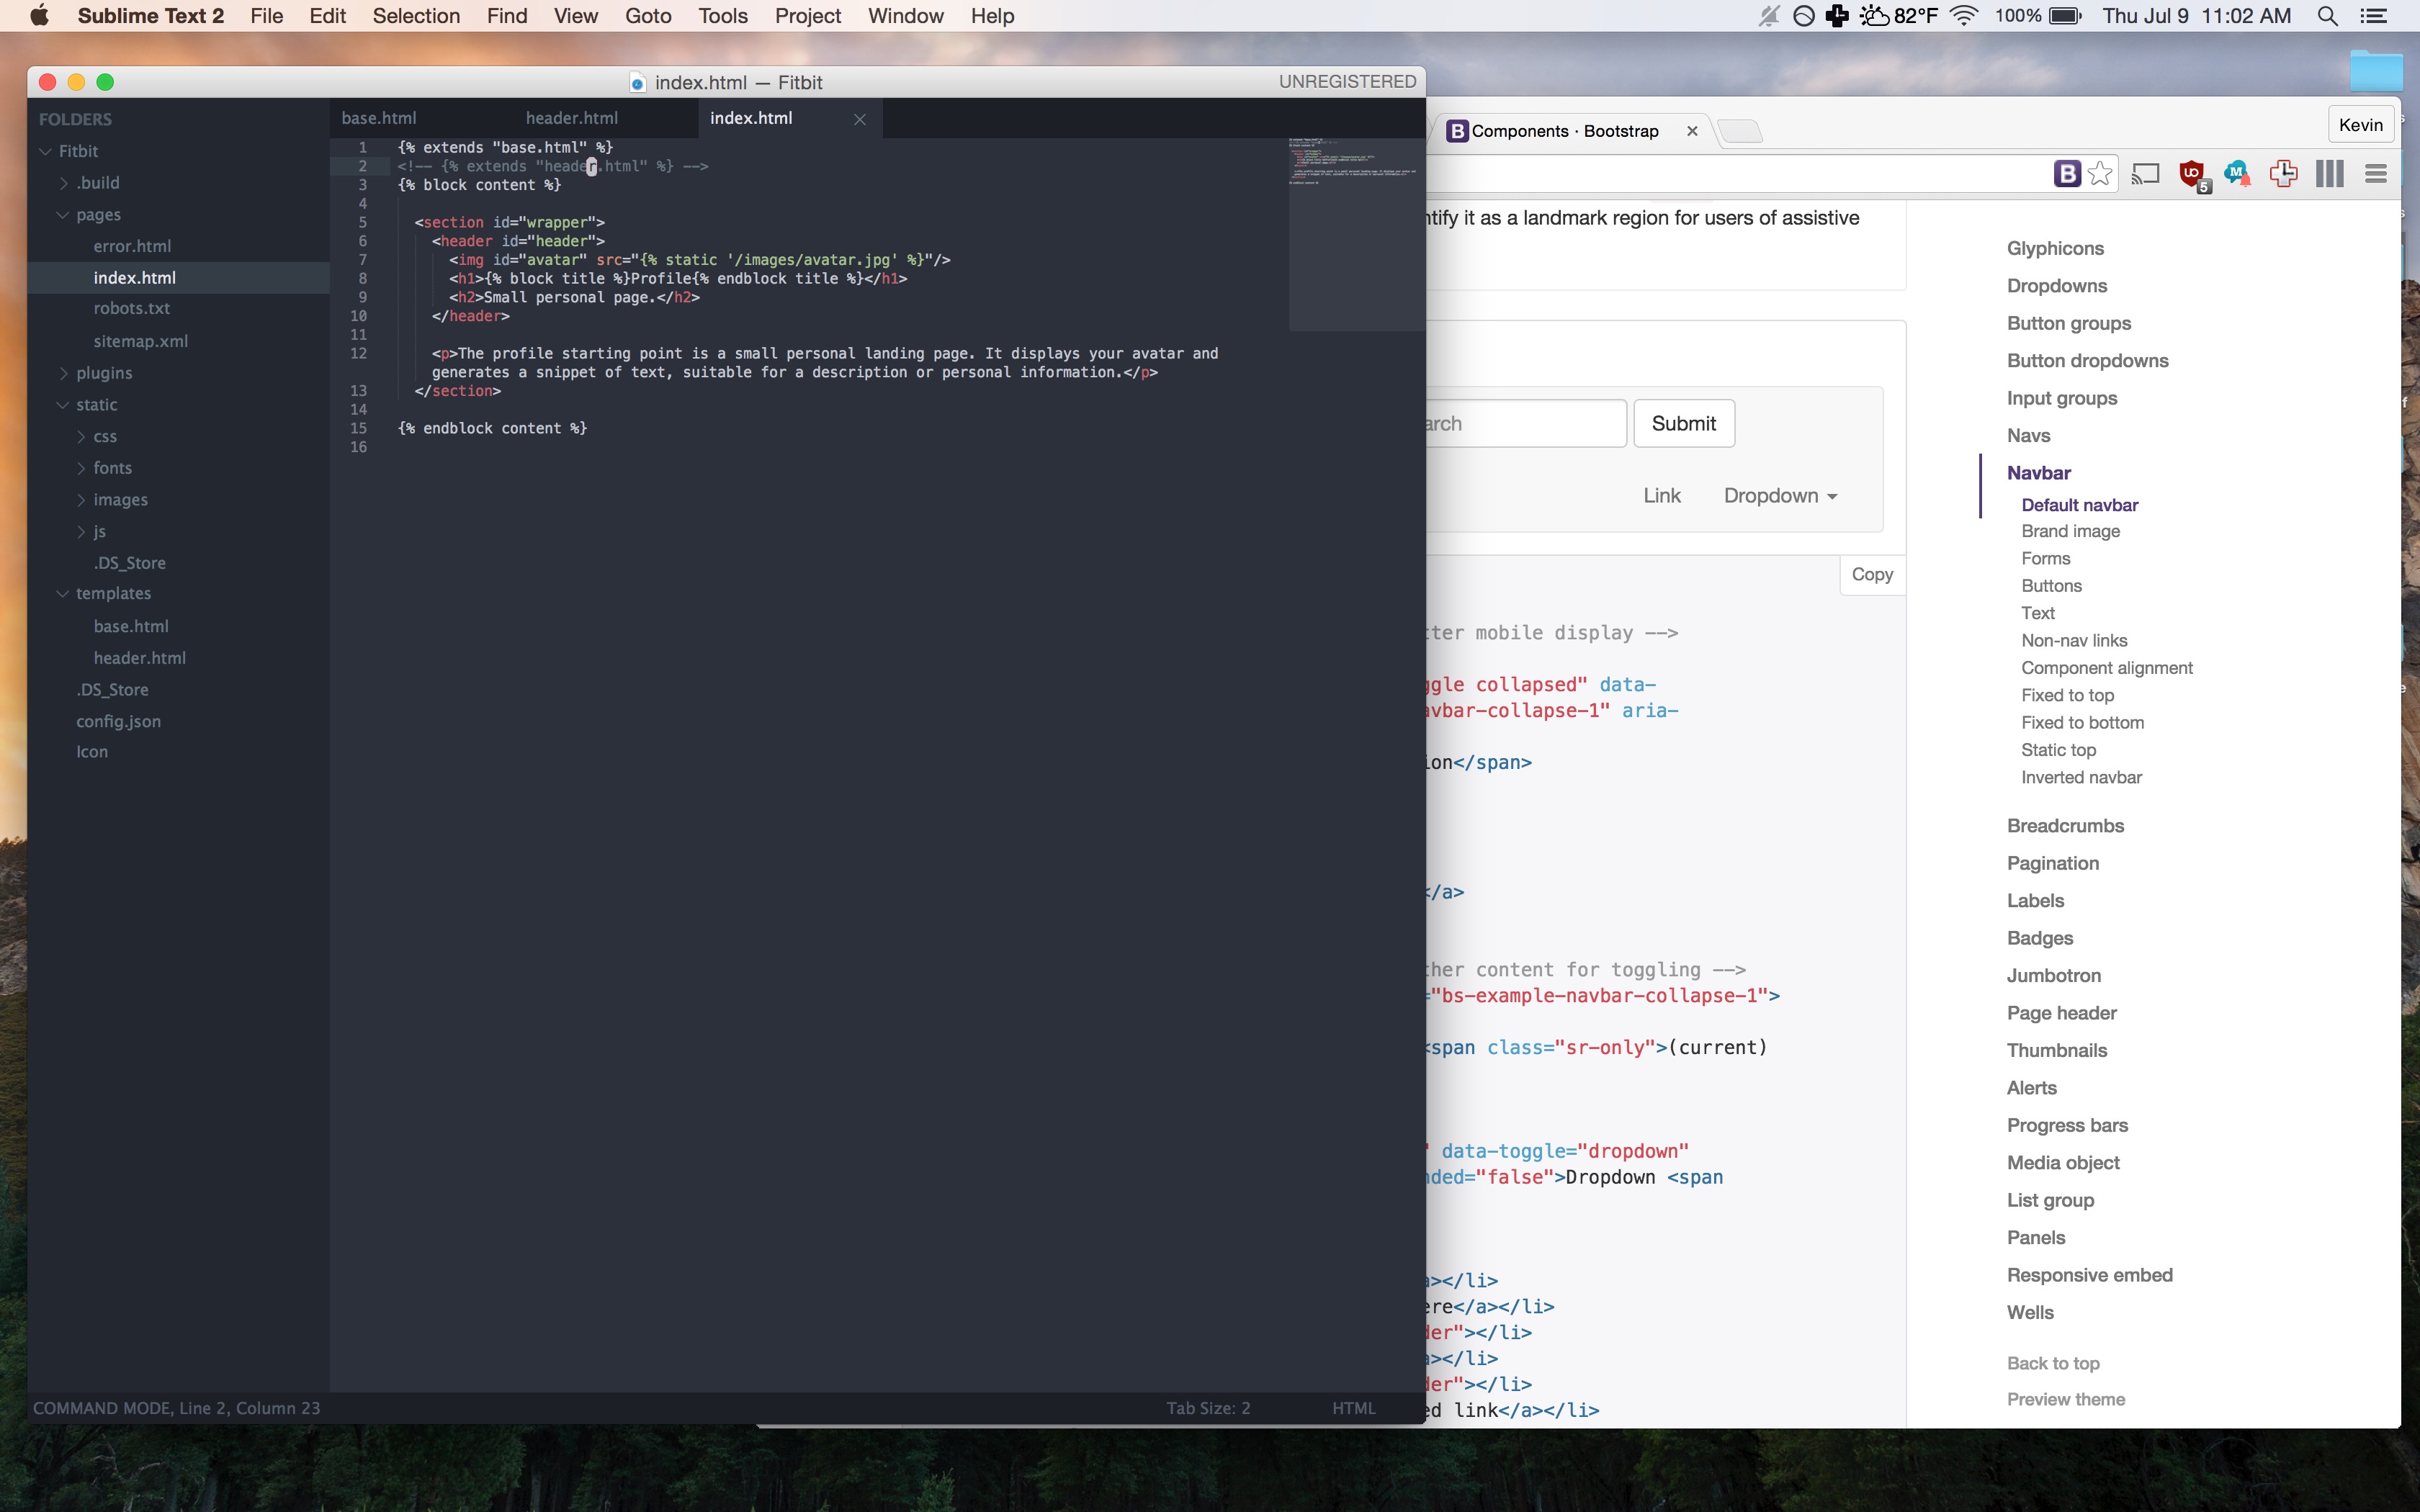 Sublime Text 2 File Edit Selection Find View Goto Tools Project Window Help 82°F 100% Thu Jul 9 11:02 AM
index.html — Fitbit UNREGISTERED
FOLDERS
Fitbit
.build
pages
error.html
index.html
robots.txt
sitemap.xml
plugins
static
css
fonts
images
js
.DS_Store
templates
base.html
header.html
.DS_Store
config.json
Icon
base.html header.html index.html
1 {% extends "base.html" %}
2 <!-- {% extends "header.html" %} -->
3 {% block content %}
4
5 <section id="wrapper">
6 <header id="header">
7 <img id="avatar" src="{% static '/images/avatar.jpg' %}"/>
8 <h1>{% block title %}Profile{% endblock title %}</h1>
9 <h2>Small personal page.</h2>
10 </header>
11
12 <p>The profile starting point is a small personal landing page. It displays your avatar and
generates a snippet of text, suitable for a description or personal information.</p>
13 </section>
14
15 {% endblock content %}
16
COMMAND MODE, Line 2, Column 23 Tab Size: 2 HTML
B Components · Bootstrap Kevin
B 5 M
ntify it as a landmark region for users of assistive
arch Submit
Link Dropdown
Copy
tter mobile display -->
ggle collapsed" data-
avbar-collapse-1" aria-
ion</span>
</a>
ther content for toggling -->
="bs-example-navbar-collapse-1">
<span class="sr-only">(current)
" data-toggle="dropdown"
nded="false">Dropdown <span
a></li>
ere</a></li>
der"></li>
a></li>
der"></li>
ed link</a></li>
Glyphicons
Dropdowns
Button groups
Button dropdowns
Input groups
Navs
Navbar
Default navbar
Brand image
Forms
Buttons
Text
Non-nav links
Component alignment
Fixed to top
Fixed to bottom
Static top
Inverted navbar
Breadcrumbs
Pagination
Labels
Badges
Jumbotron
Page header
Thumbnails
Alerts
Progress bars
Media object
List group
Panels
Responsive embed
Wells
Back to top
Preview theme